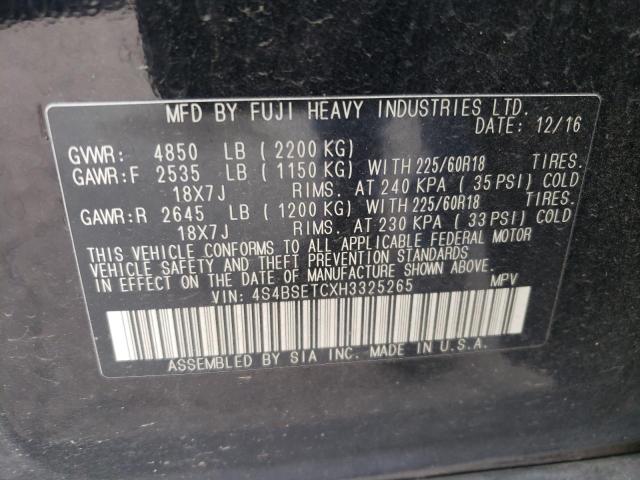 MFD BY FUJI HEAVY INDUSTRIES LTD.
DATE: 12/16
GVWR: 4850 LB (2200 KG)
GAWR:F 2535 LB (1150 KG) WITH 225/60R18 TIRES.
18X7J RIMS. AT 240 KPA (35 PSI) COLD
GAWR:R 2645 LB (1200 KG) WITH 225/60R18 TIRES.
18X7J RIMS. AT 230 KPA (33 PSI) COLD
THIS VEHICLE CONFORMS TO ALL APPLICABLE FEDERAL MOTOR
VEHICLE SAFETY AND THEFT PREVENTION STANDARDS
IN EFFECT ON THE DATE OF MANUFACTURE SHOWN ABOVE.
VIN: 4S4BSETCXH3325265 MPV
ASSEMBLED BY SIA INC. MADE IN U.S.A.